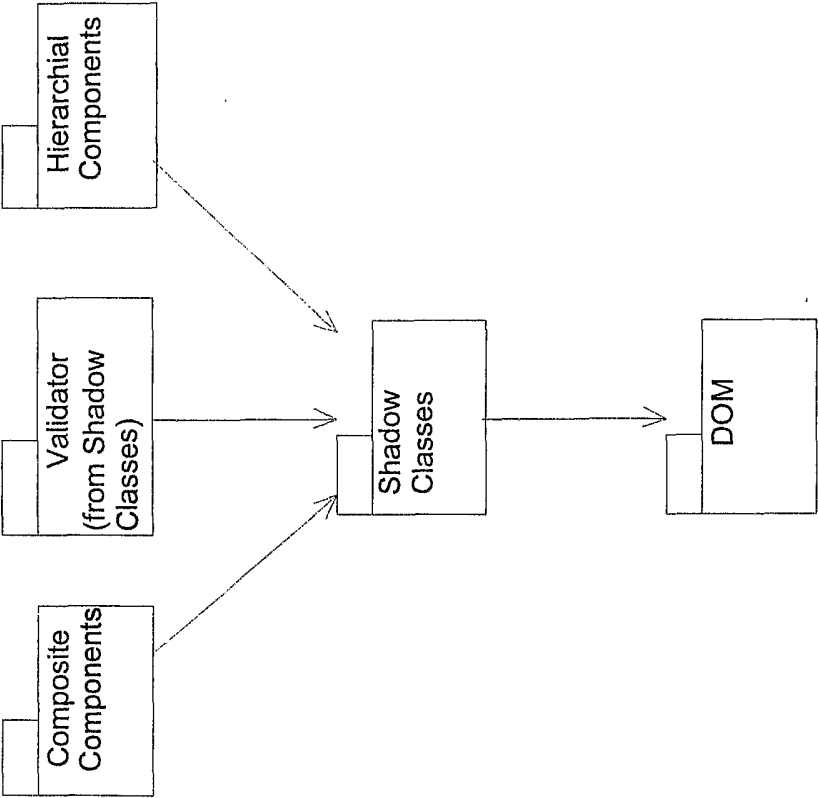 Composite
Components
Validator
(from Shadow
Classes)
Hierarchial
Components
Shadow
Classes
DOM